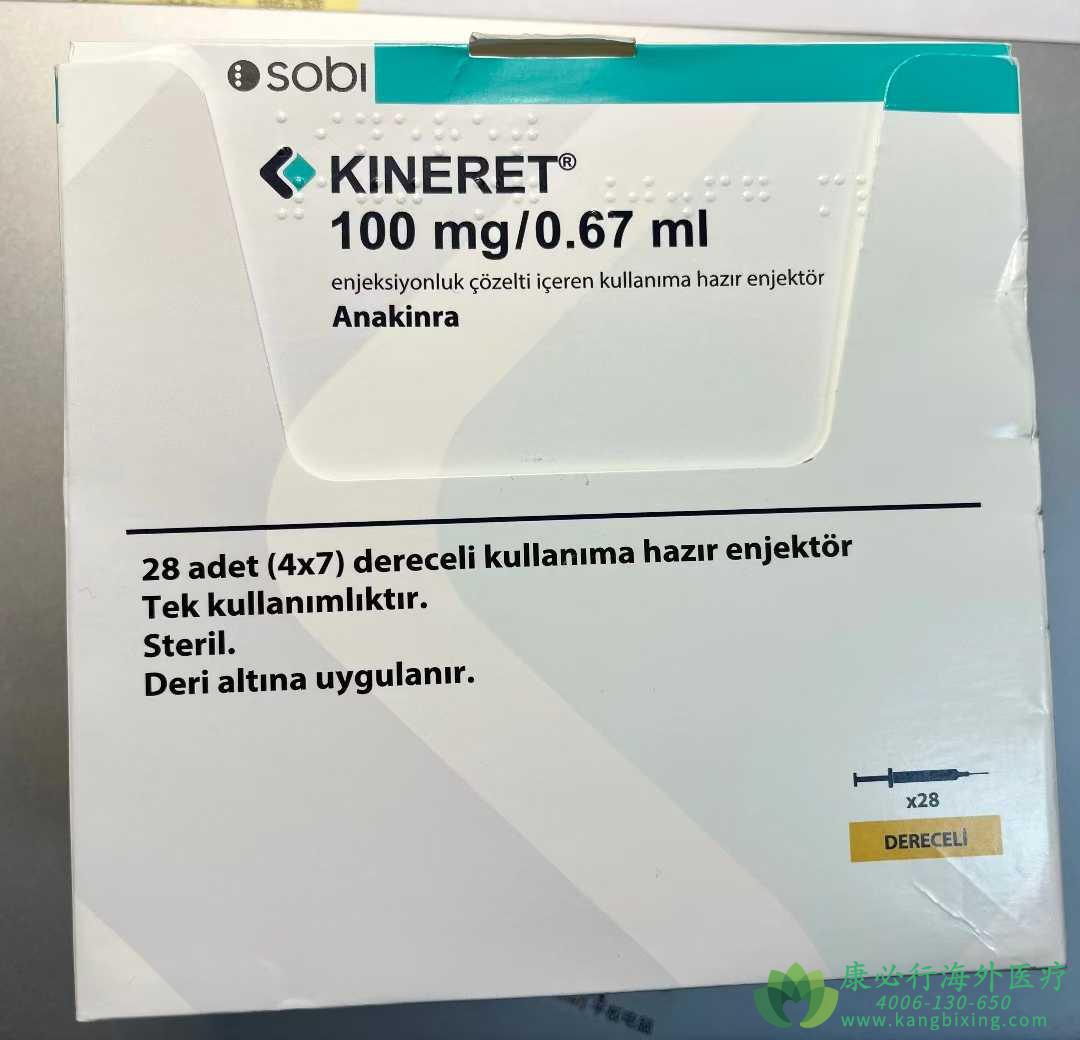 sobi
KINERET®
100 mg/0.67 ml
enjeksiyonluk çözelti içeren kullanıma hazır enjektör
Anakinra
28 adet (4x7) dereceli kullanıma hazır enjektör
Tek kullanımlıktır.
Steril.
Deri altına uygulanır.
x28
DERECELİ
康必行海外医疗
4006-130-650
www.kangbixing.com